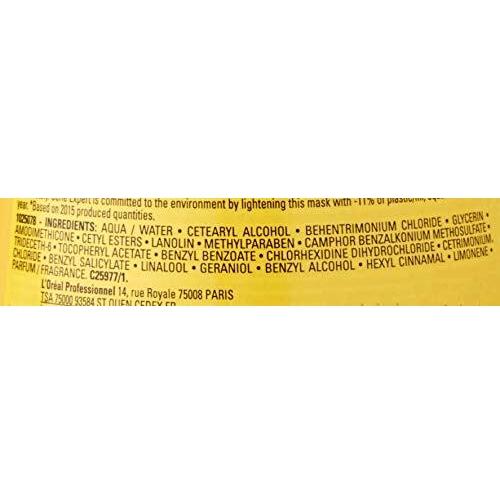 Expert is committed to the environment by lightening this mask with -11% of
year. *Based on 2015 produced quantities.
1025078 - INGREDIENTS: AQUA / WATER • CETEARYL ALCOHOL • BEHENTRIMONIUM CHLORIDE • GLYCERIN •
AMODIMETHICONE • CETYL ESTERS • LANOLIN • METHYLPARABEN • CAMPHOR BENZALKONIUM METHOSULFATE •
TRIDECETH-6 • TOCOPHERYL ACETATE • BENZYL BENZOATE • CHLORHEXIDINE DIHYDROCHLORIDE • CETRIMONIUM
CHLORIDE • BENZYL SALICYLATE • LINALOOL • GERANIOL • BENZYL ALCOHOL • HEXYL CINNAMAL • LIMONENE •
PARFUM / FRAGRANCE. C25977/1.
L'Oréal Professionnel 14, rue Royale 75008 PARIS
TSA 75000 93584 ST OUEN CEDEX FR